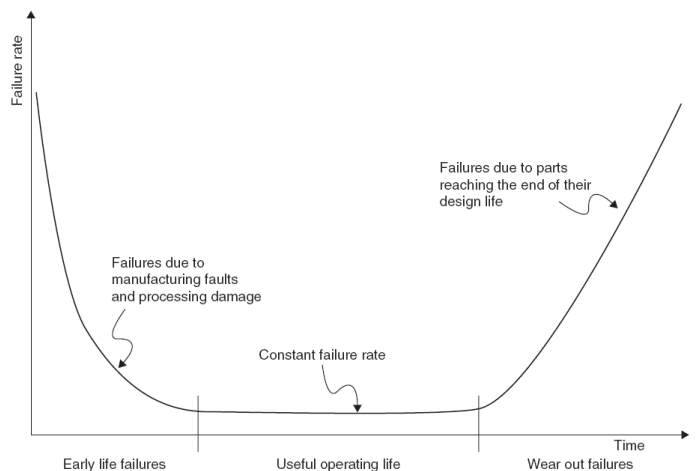 Failure rate
Failures due to parts
reaching the end of their
design life
Failures due to
manufacturing faults
and processing damage
Constant failure rate
Time
Early life failures
Useful operating life
Wear out failures